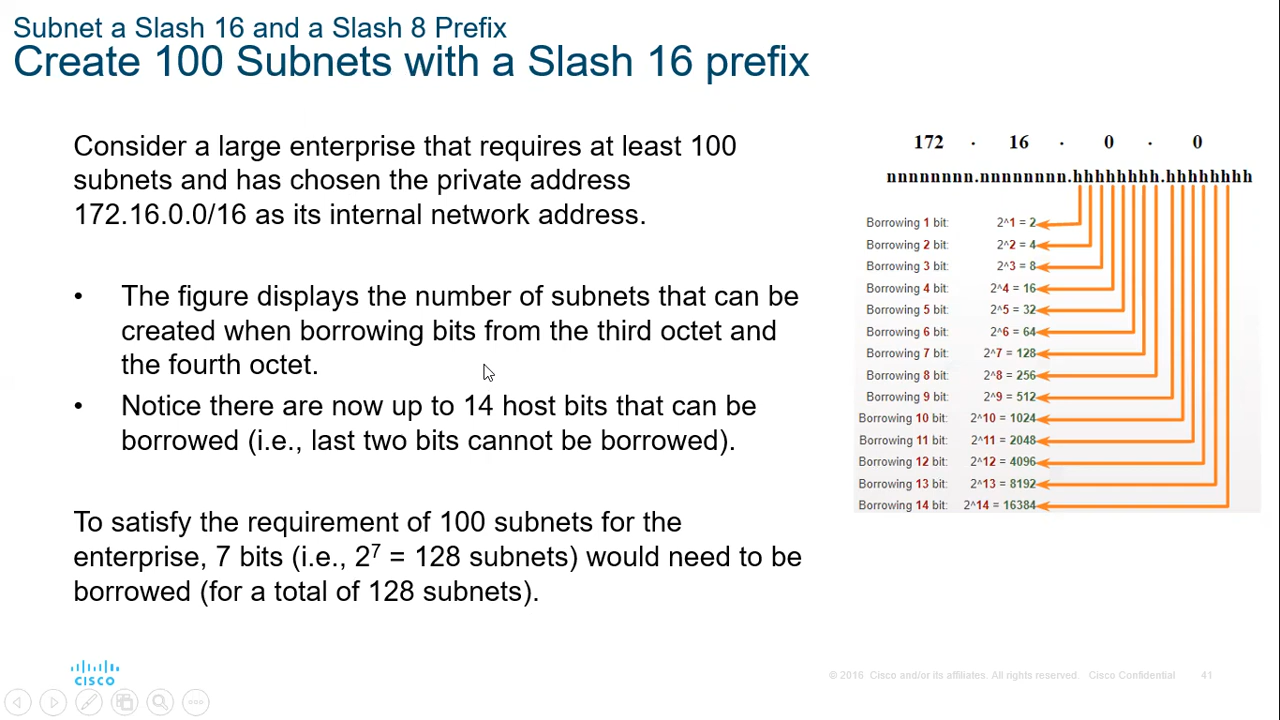 Subnet a Slash 16 and a Slash 8 Prefix
Create 100 Subnets with a Slash 16 prefix
Consider a large enterprise that requires at least 100
subnets and has chosen the private address
172.16.0.0/16 as its internal network address.
• The figure displays the number of subnets that can be
created when borrowing bits from the third octet and
the fourth octet.
• Notice there are now up to 14 host bits that can be
borrowed (i.e., last two bits cannot be borrowed).
To satisfy the requirement of 100 subnets for the
enterprise, 7 bits (i.e., 2⁷ = 128 subnets) would need to be
borrowed (for a total of 128 subnets).
172 . 16 . 0 . 0
nnnnnnnn.nnnnnnnn.hhhhhhhh.hhhhhhhh
Borrowing 1 bit: 2^1 = 2
Borrowing 2 bit: 2^2 = 4
Borrowing 3 bit: 2^3 = 8
Borrowing 4 bit: 2^4 = 16
Borrowing 5 bit: 2^5 = 32
Borrowing 6 bit: 2^6 = 64
Borrowing 7 bit: 2^7 = 128
Borrowing 8 bit: 2^8 = 256
Borrowing 9 bit: 2^9 = 512
Borrowing 10 bit: 2^10 = 1024
Borrowing 11 bit: 2^11 = 2048
Borrowing 12 bit: 2^12 = 4096
Borrowing 13 bit: 2^13 = 8192
Borrowing 14 bit: 2^14 = 16384
CISCO
© 2016 Cisco and/or its affiliates. All rights reserved. Cisco Confidential 41